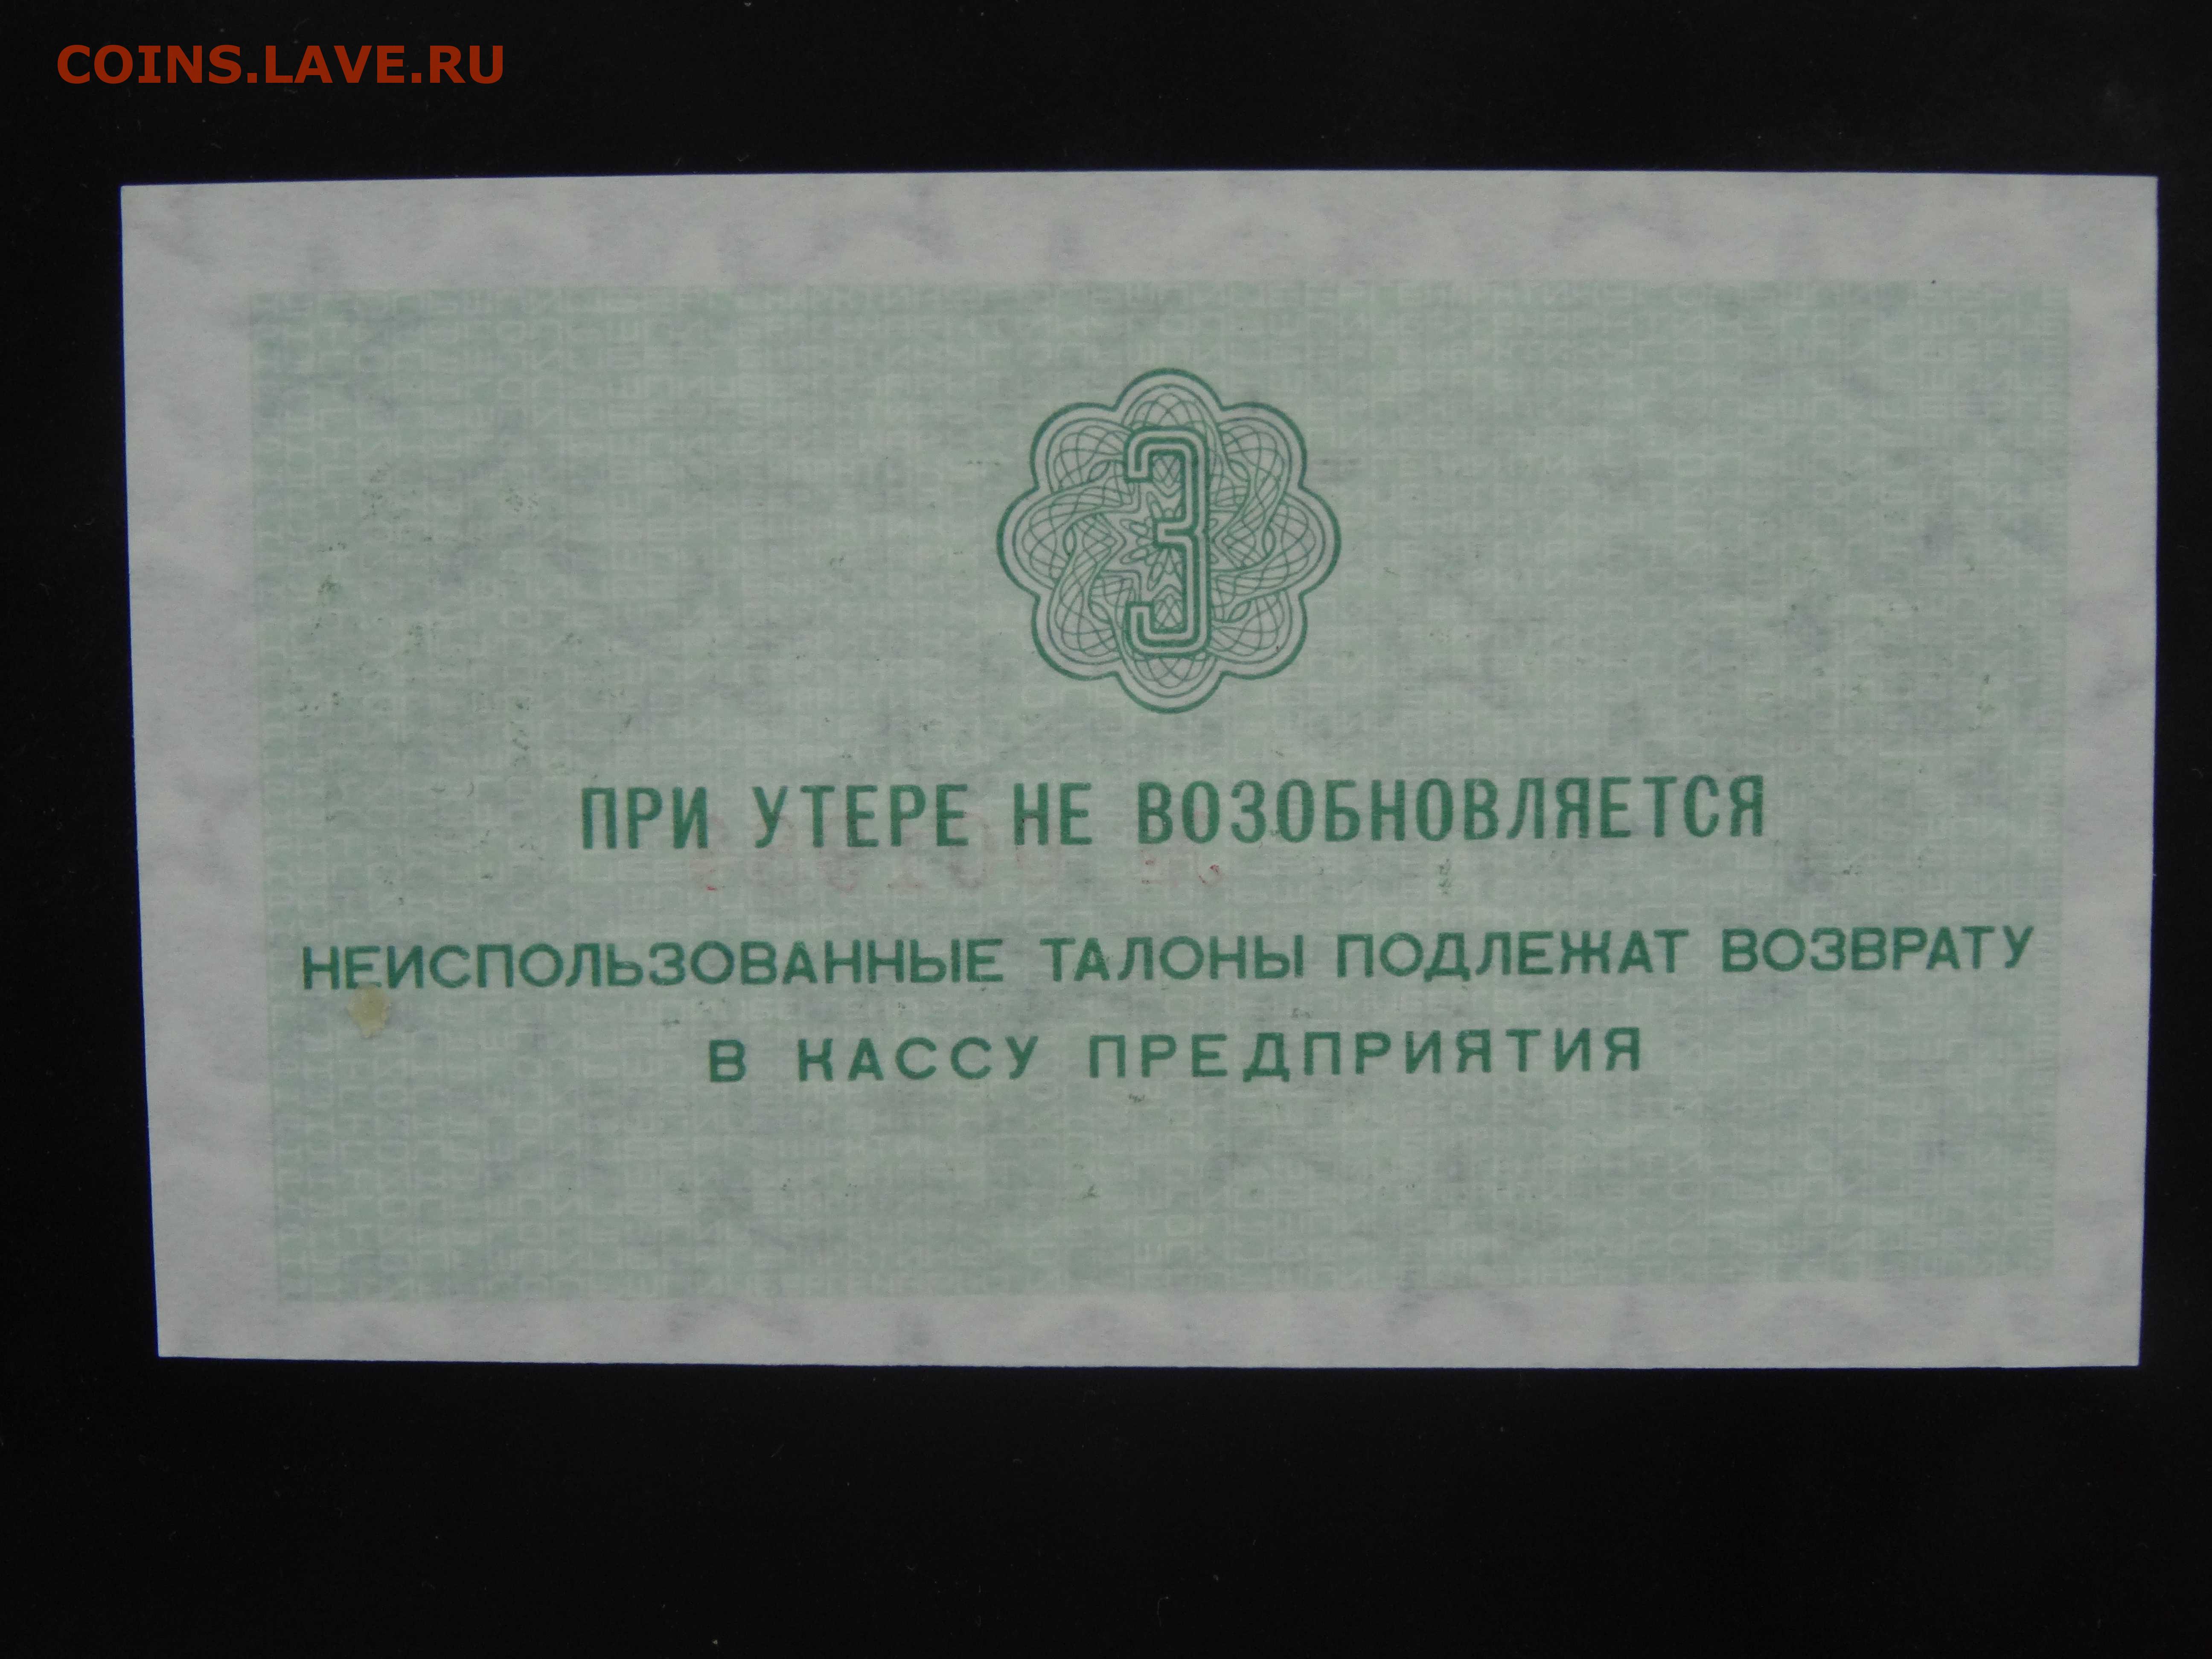 COINS.LAVE.RU
3
ПРИ УТЕРЕ НЕ ВОЗОБНОВЛЯЕТСЯ
НЕИСПОЛЬЗОВАННЫЕ ТАЛОНЫ ПОДЛЕЖАТ ВОЗВРАТУ
В КАССУ ПРЕДПРИЯТИЯ